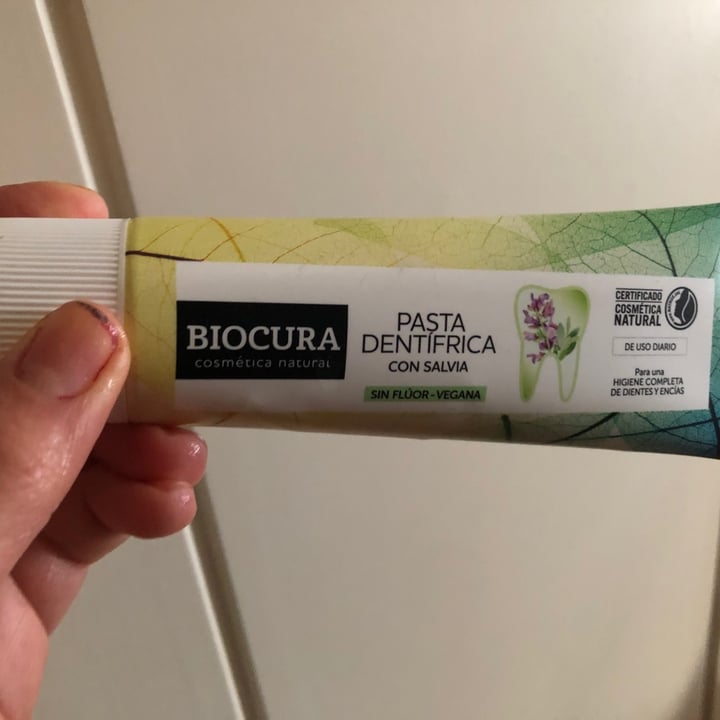 BIOCURA
cosmética natural
PASTA
DENTÍFRICA
CON SALVIA
SIN FLÚOR - VEGANA
CERTIFICADO
COSMÉTICA
NATURAL
DE USO DIARIO
Para una
HIGIENE COMPLETA
DE DIENTES Y ENCÍAS